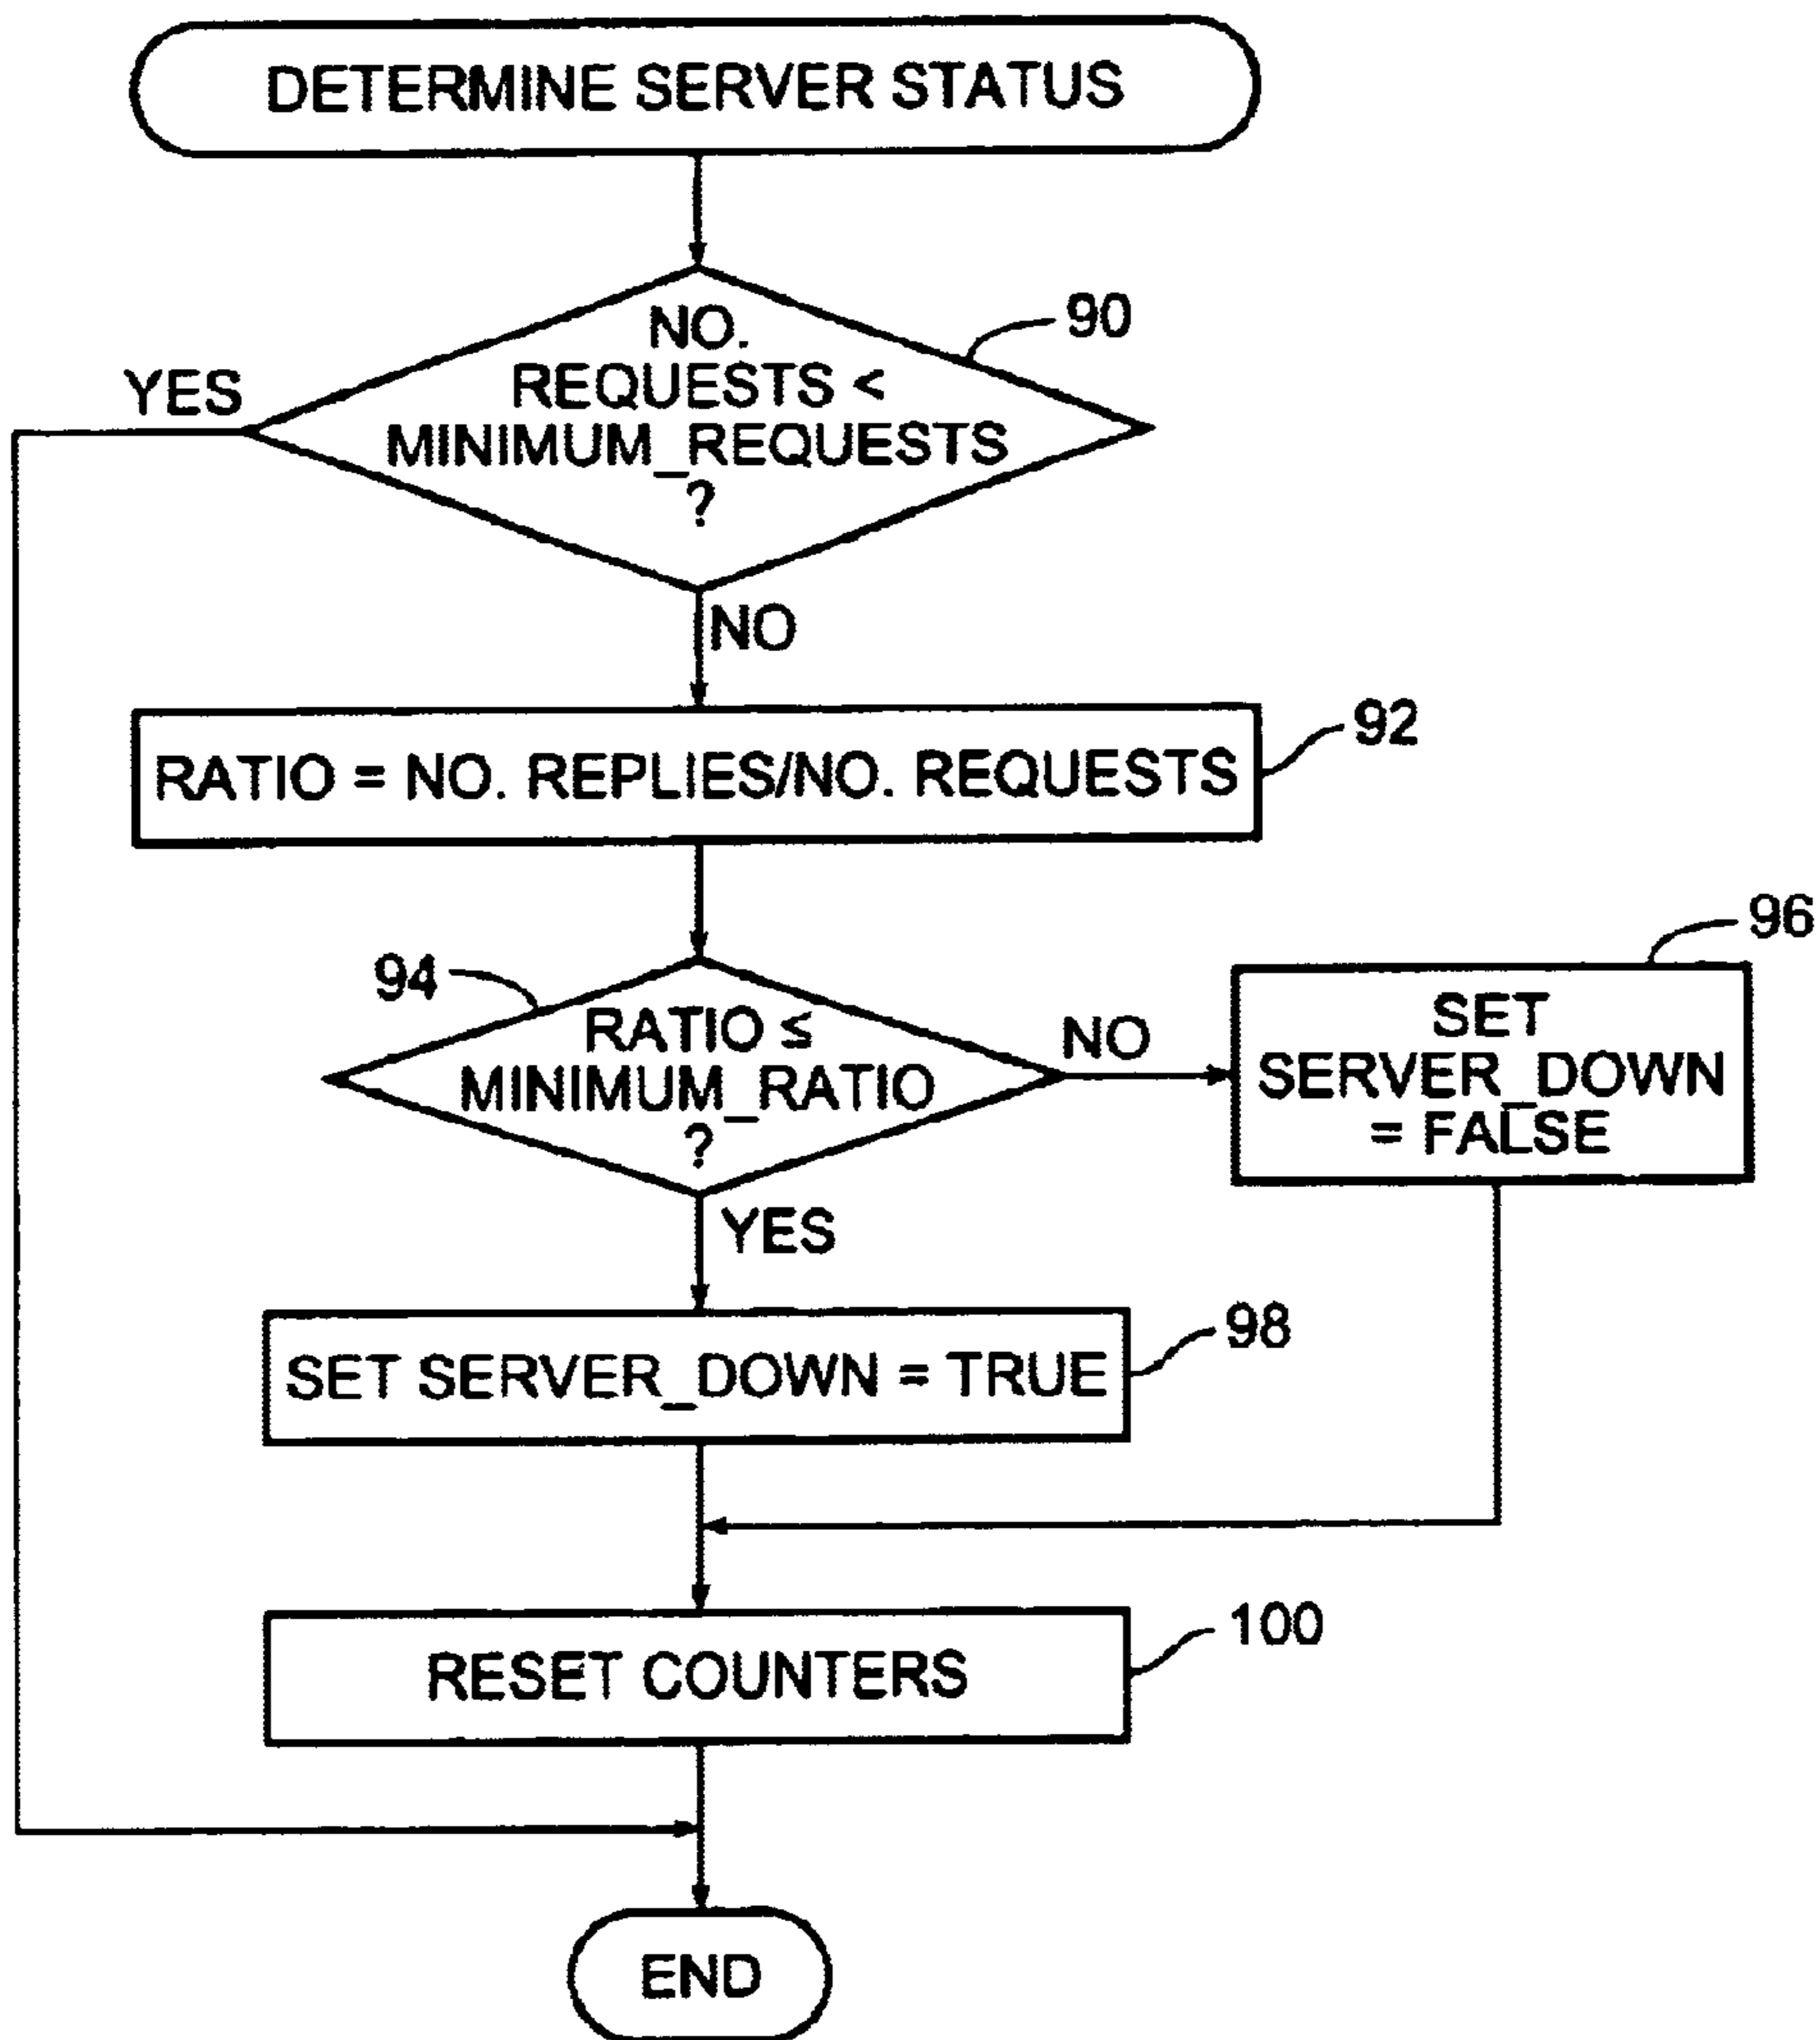 DETERMINE SERVER STATUS
90
NO.
REQUESTS <
MINIMUM_REQUESTS
?
YES
NO
92
RATIO = NO. REPLIES/NO. REQUESTS
94
RATIO ≤
MINIMUM_RATIO
?
NO
96
SET
SERVER_DOWN
= FALSE
YES
98
SET SERVER_DOWN = TRUE
100
RESET COUNTERS
END